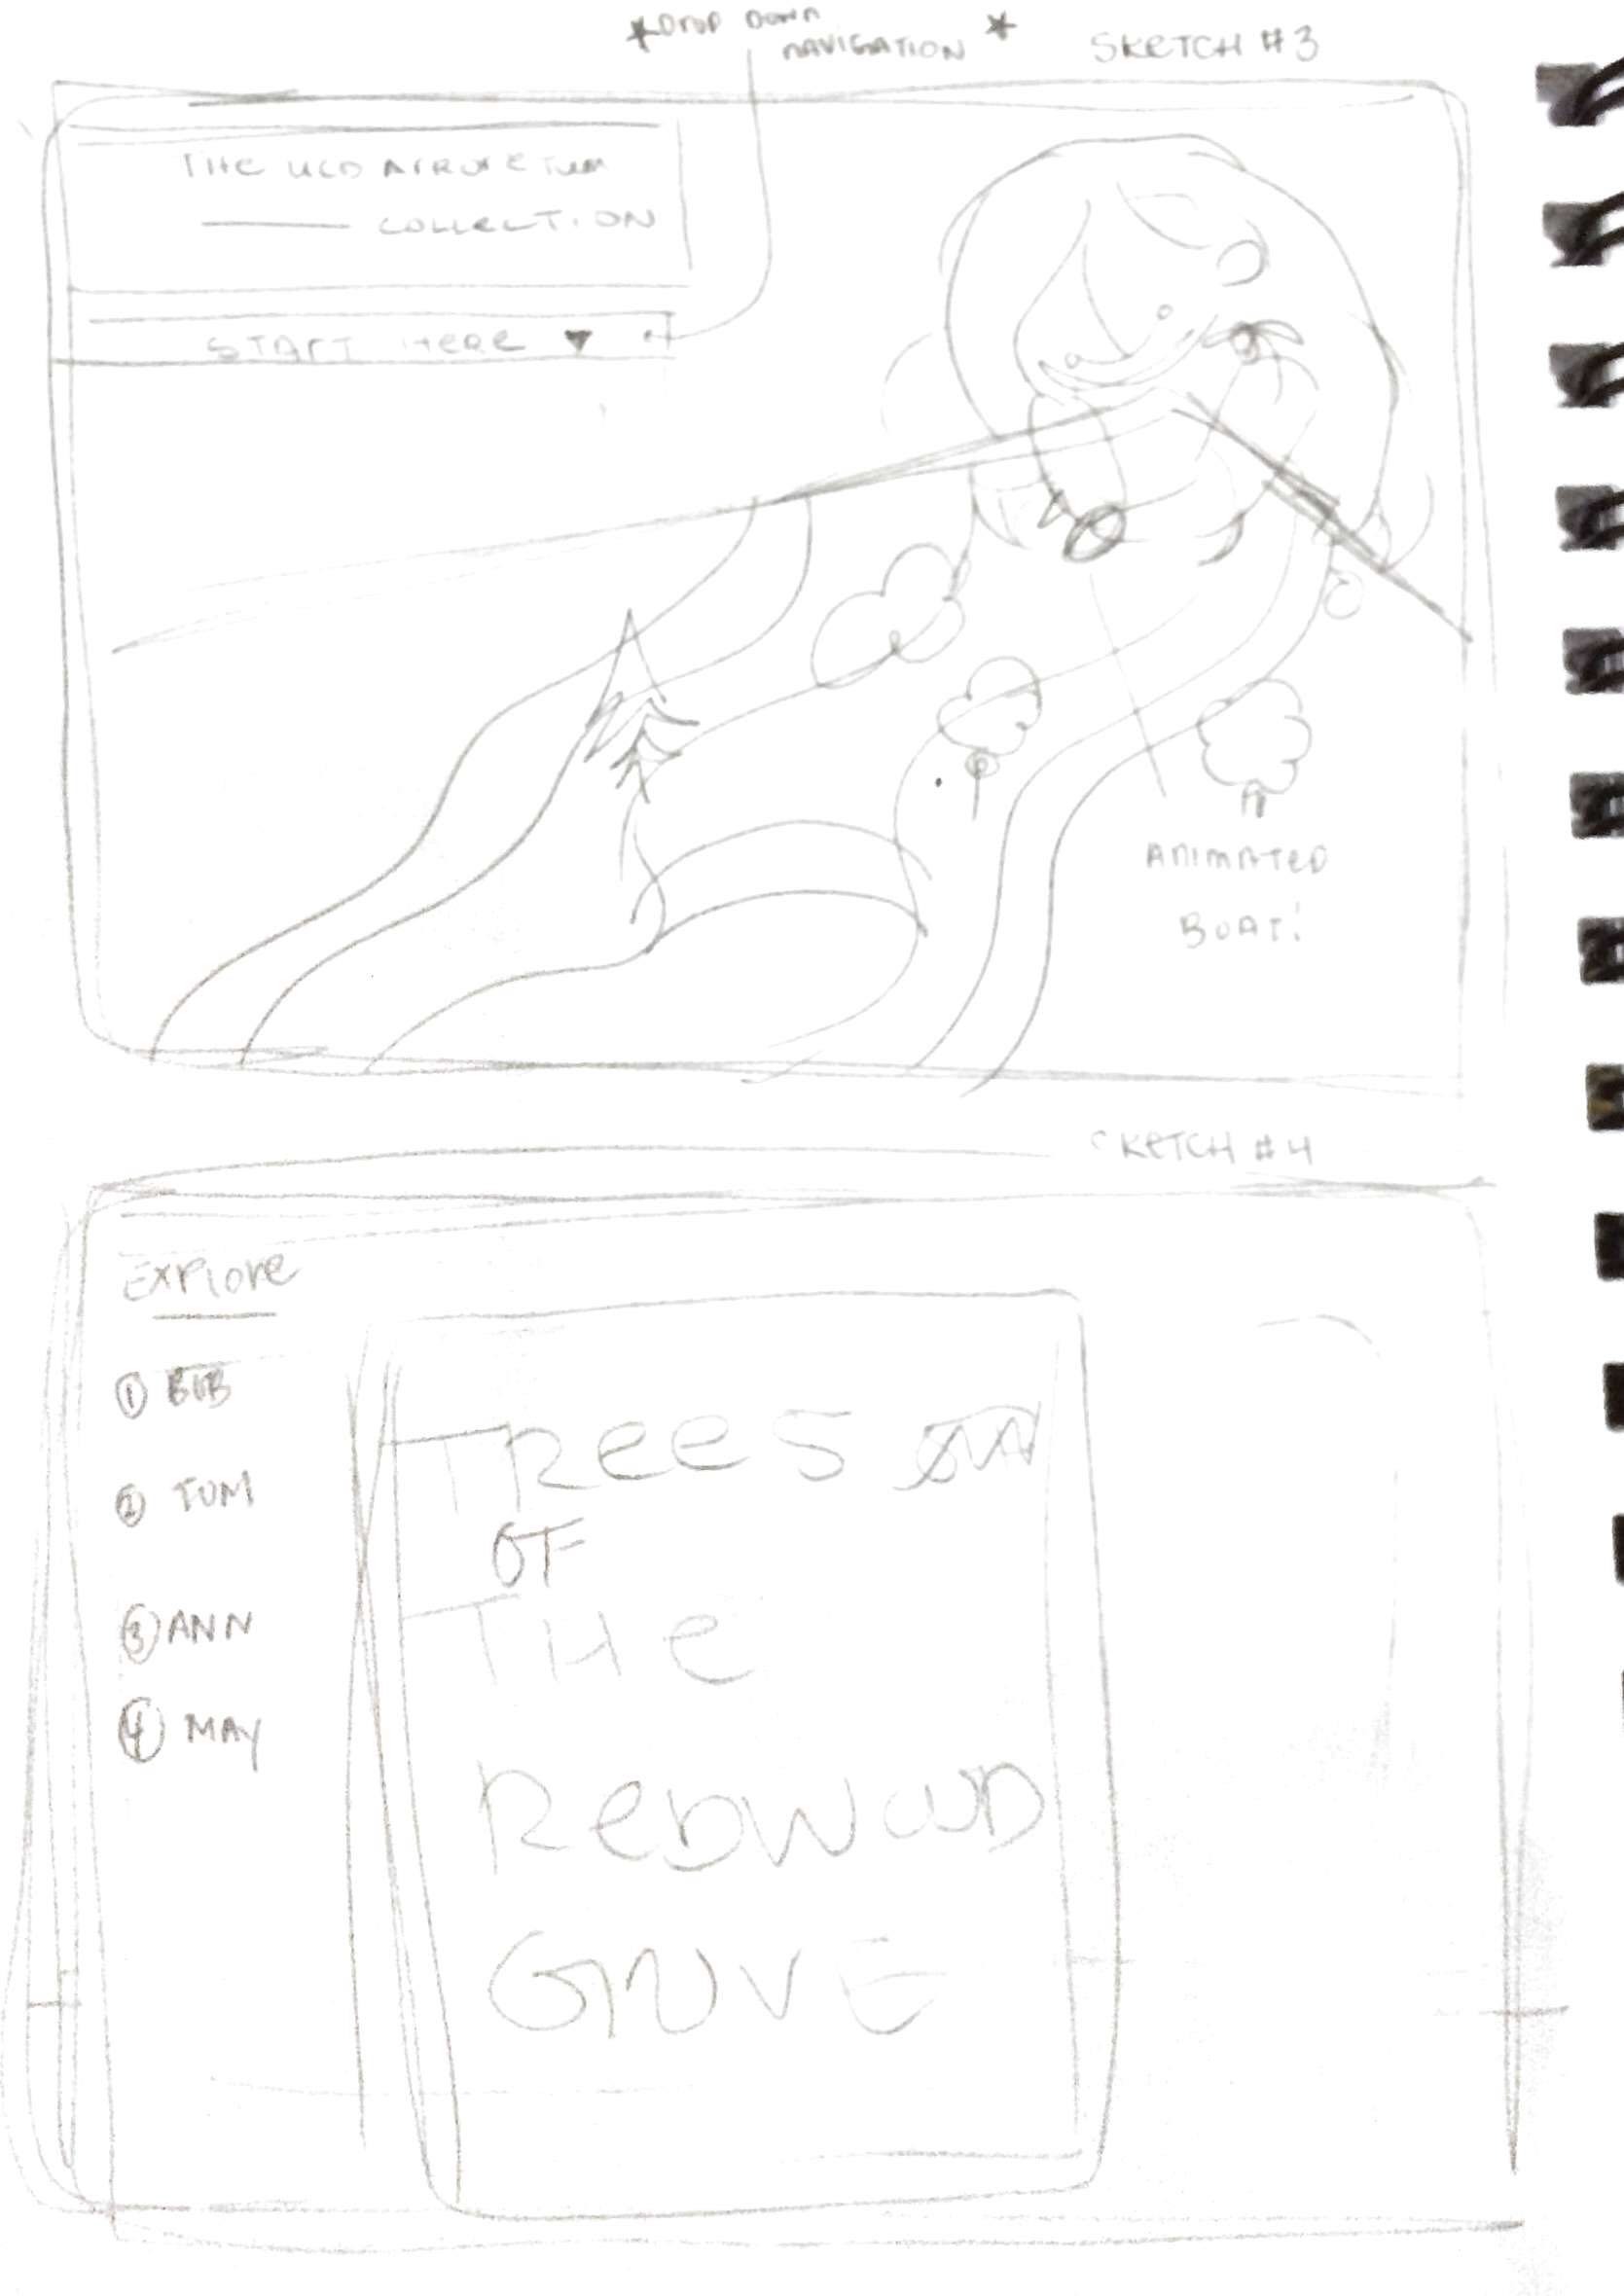 *DROP DOWN
NAVIGATION *
SKETCH #3
THE UCD ARBORETUM
COLLECTION
START HERE ▼
ANIMATED
BOAT!
SKETCH #4
EXPLORE
① BOB
② TOM
③ ANN
④ MAY
TREES
OF
THE
REDWOOD
GROVE